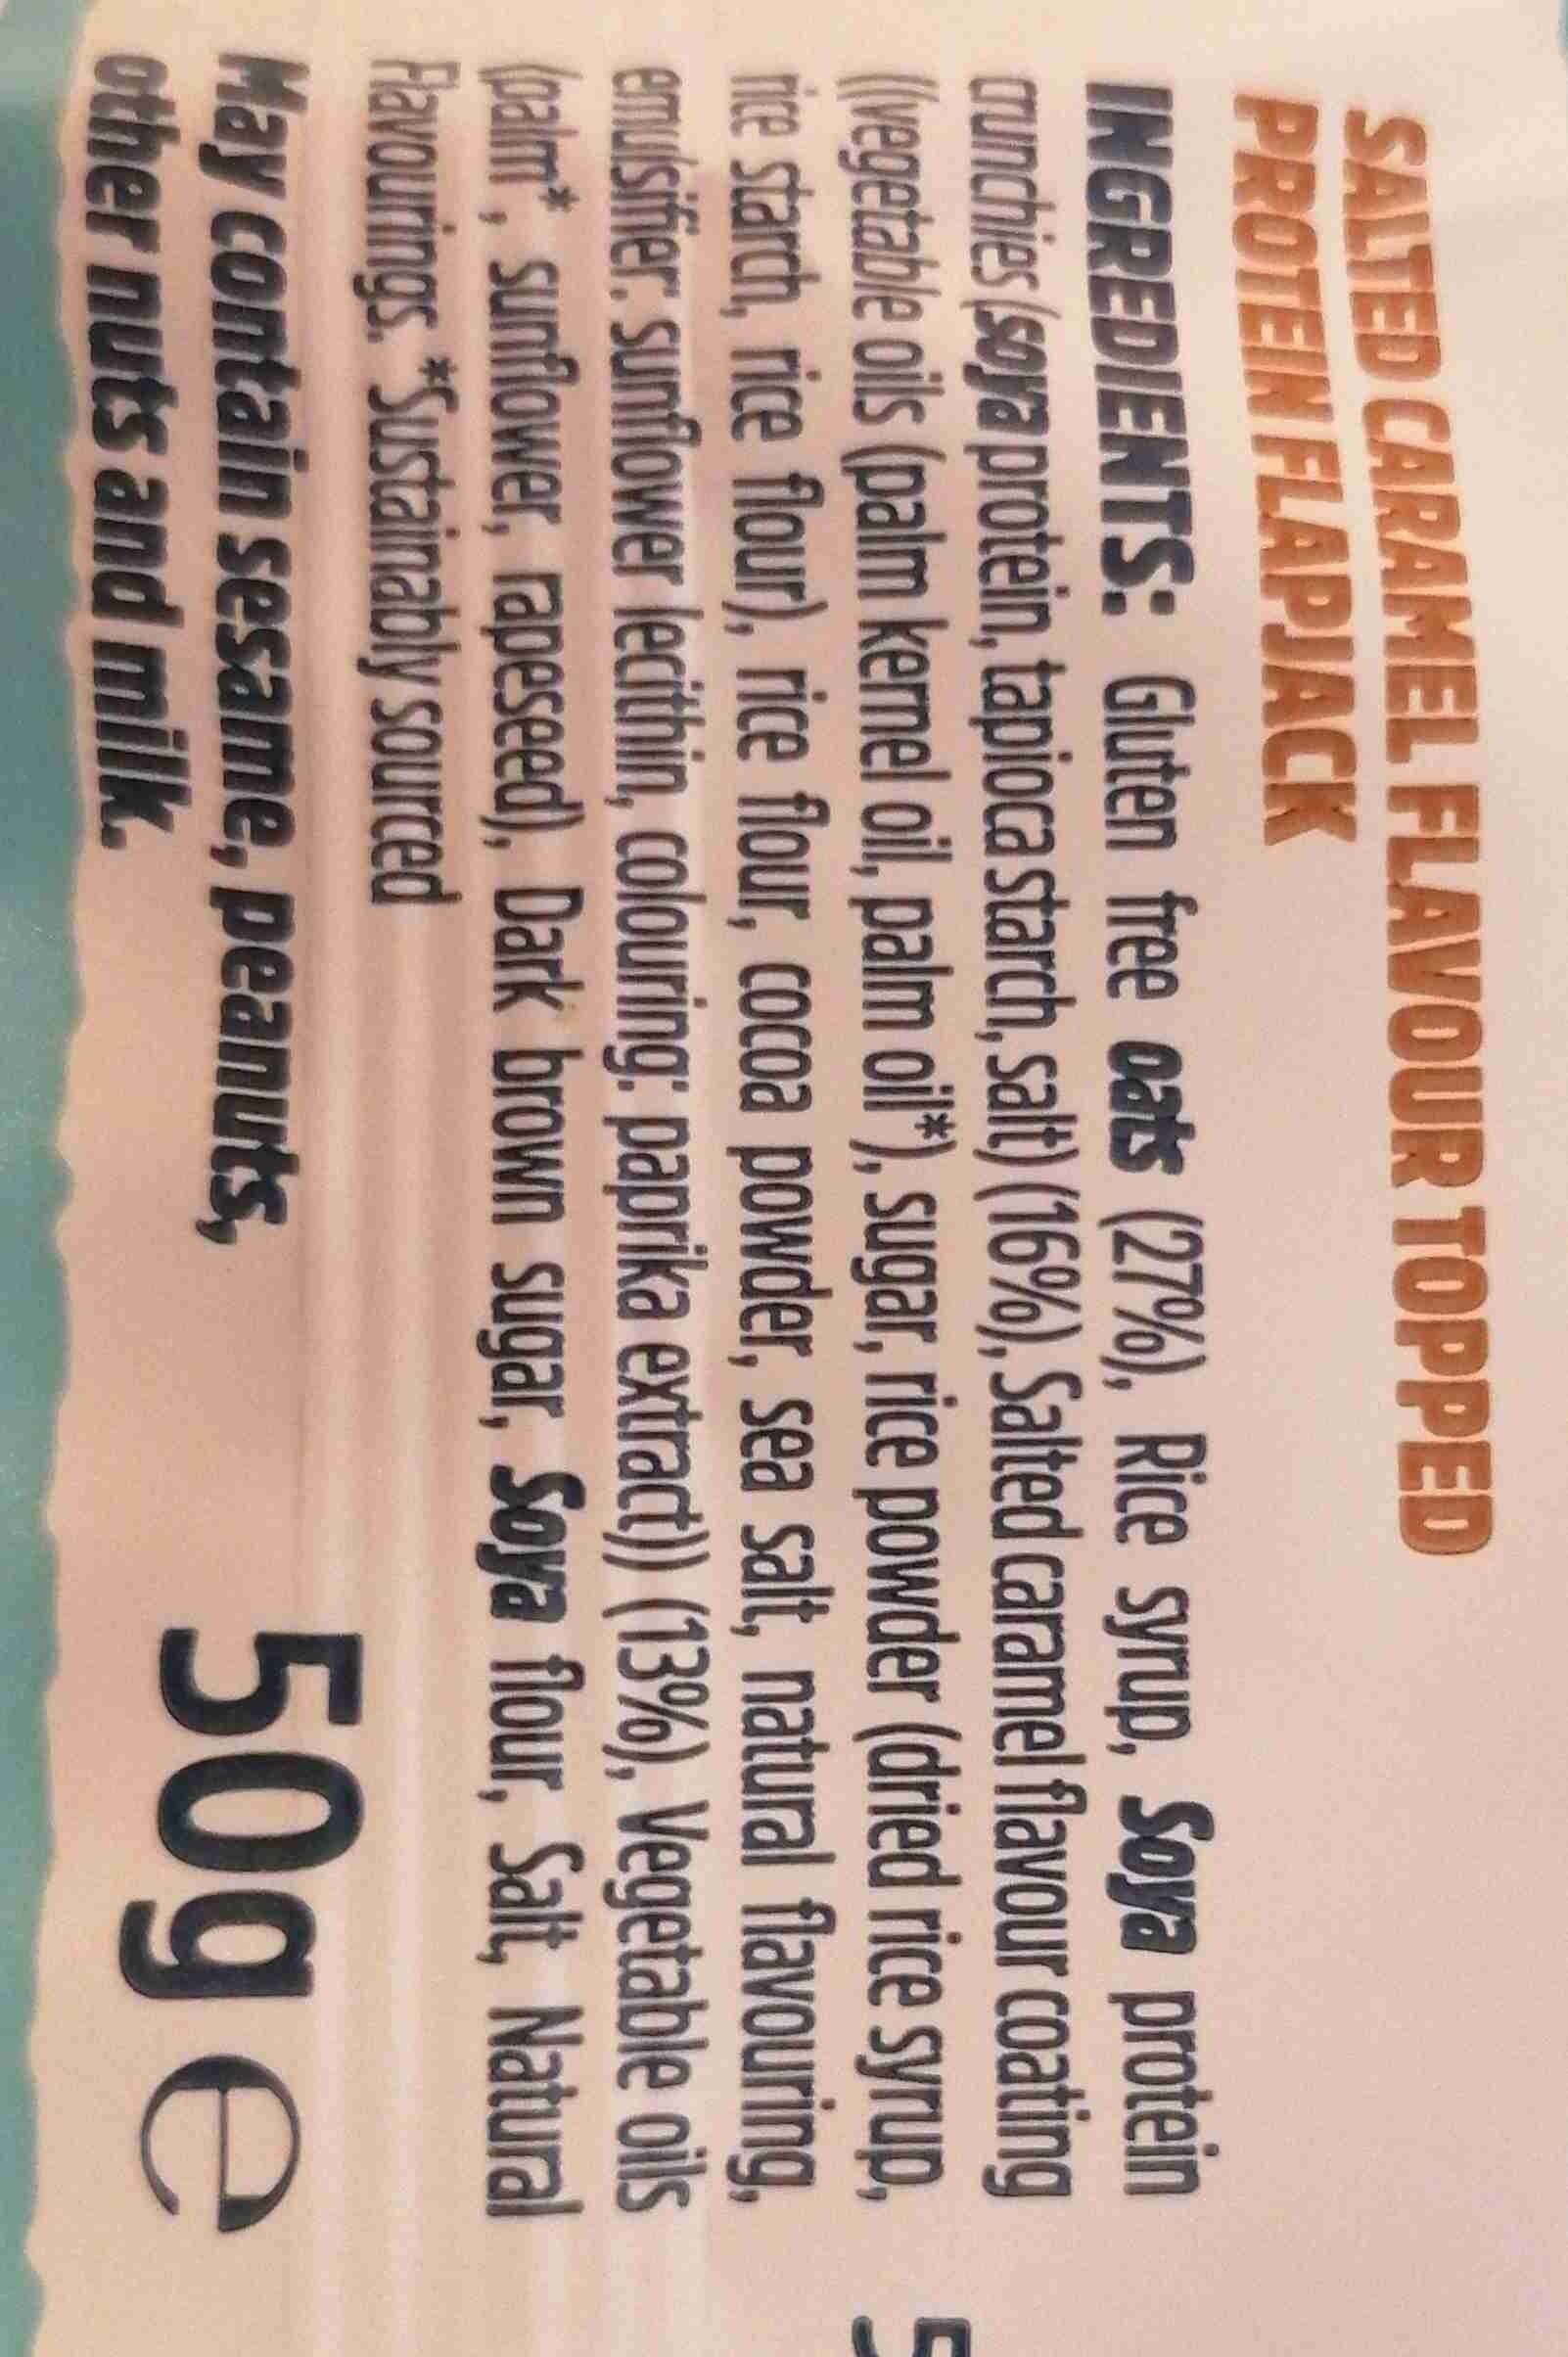 SALTED CARAMEL FLAVOUR TOPPED
PROTEIN FLAPJACK
INGREDIENTS: Gluten free oats (27%), Rice syrup, Soya protein
crunchies (soya protein, tapioca starch, salt) (16%), Salted caramel flavour coating
((vegetable oils (palm kernel oil, palm oil*), sugar, rice powder (dried rice syrup,
rice starch, rice flour), rice flour, cocoa powder, sea salt, natural flavouring,
emulsifier: sunflower lecithin, colouring: paprika extract)) (13%), Vegetable oils
(palm*, sunflower, rapeseed), Dark brown sugar, Soya flour, Salt, Natural
Flavourings. *Sustainably sourced
May contain sesame, peanuts,
other nuts and milk.
50g e
5